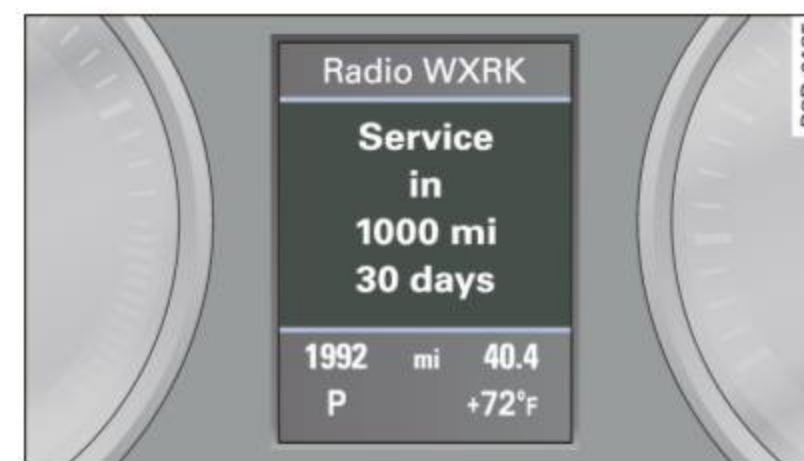 Radio WXRK
Service
in
1000 mi
30 days
1992 mi 40.4
P +72°F